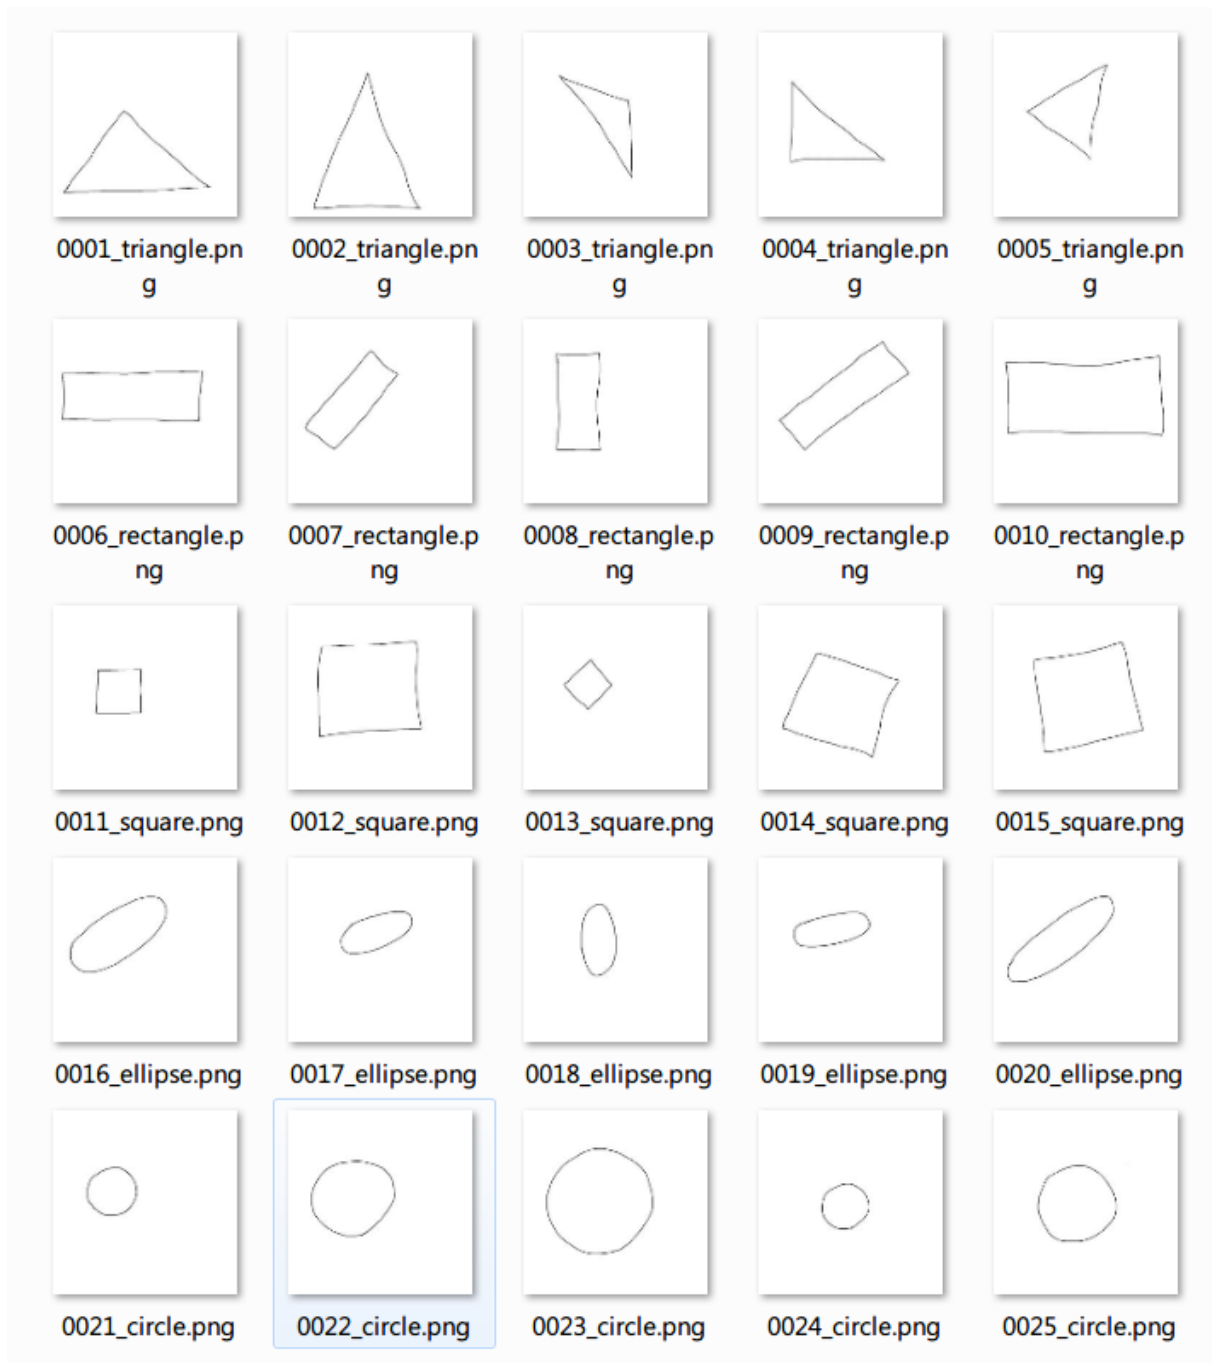 0001_triangle.pn 0002_triangle.pn 0003_triangle.pn 0004_triangle.pn 0005_triangle.pn
g g g g g
0006_rectangle.p 0007_rectangle.p 0008_rectangle.p 0009_rectangle.p 0010_rectangle.p
ng ng ng ng ng
0011_square.png 0012_square.png 0013_square.png 0014_square.png 0015_square.png
0016_ellipse.png 0017_ellipse.png 0018_ellipse.png 0019_ellipse.png 0020_ellipse.png
0021_circle.png 0022_circle.png 0023_circle.png 0024_circle.png 0025_circle.png